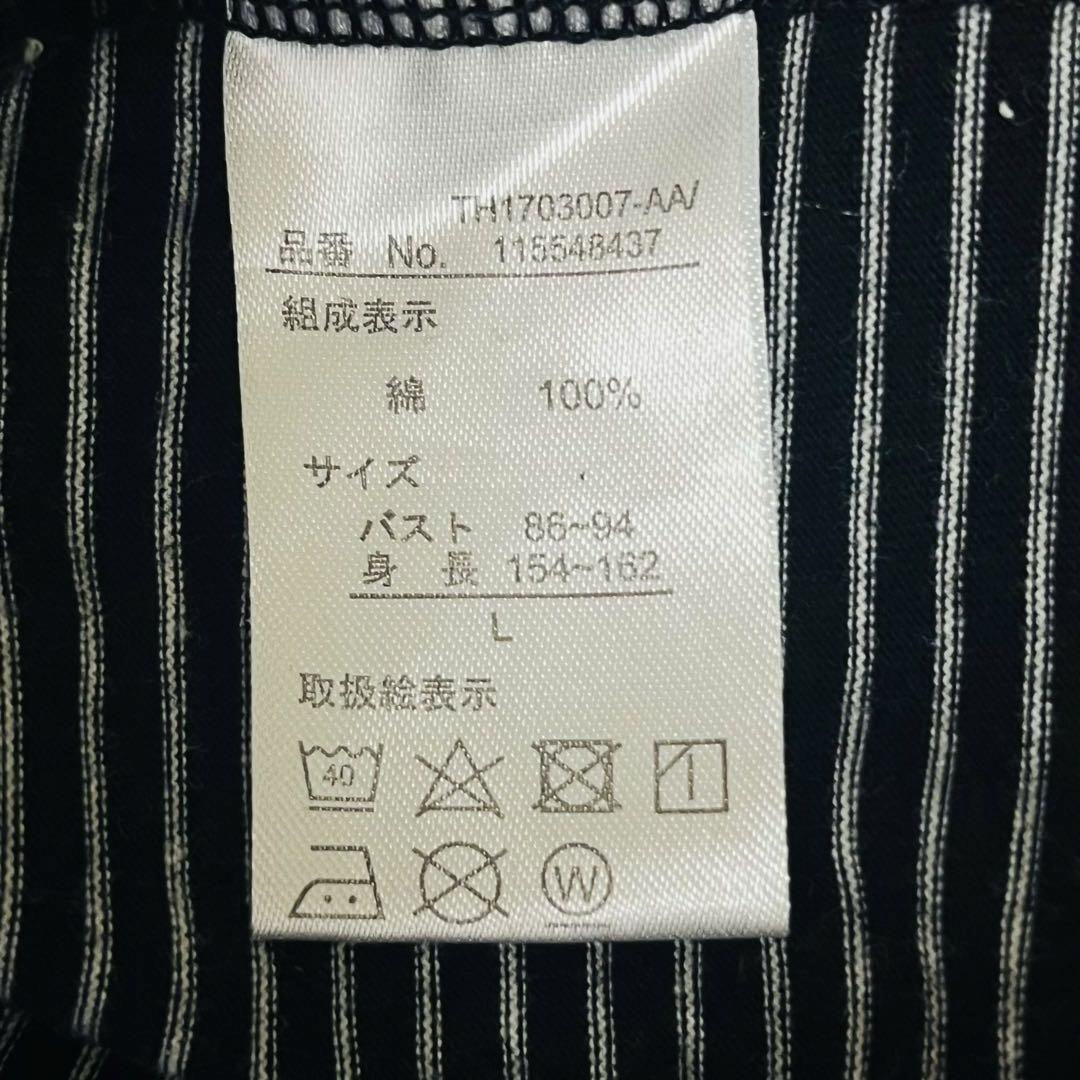 TH1703007-AA/
品番 No. 115548437
組成表示
綿 100%
サイズ
バスト 86~94
身 長 154~162
L
取扱絵表示
40
W